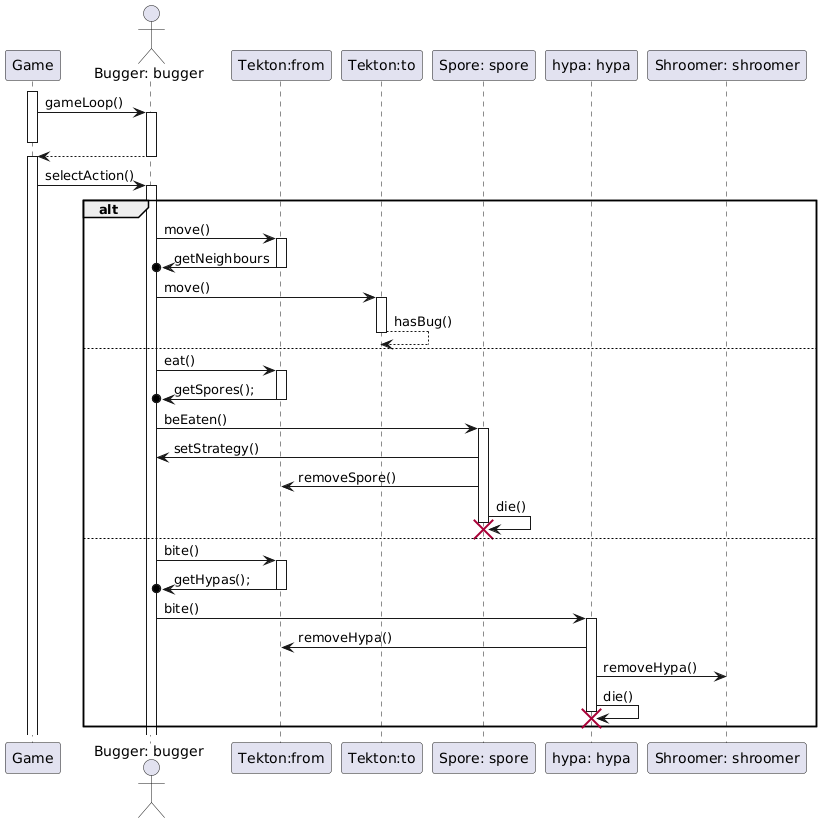 Game
Bugger: bugger
Tekton:from
Tekton:to
Spore: spore
hypa: hypa
Shroomer: shroomer
gameLoop()
selectAction()
alt
move()
getNeighbours
move()
hasBug()
eat()
getSpores();
beEaten()
setStrategy()
removeSpore()
die()
bite()
getHypas();
bite()
removeHypa()
removeHypa()
die()
Game
Bugger: bugger
Tekton:from
Tekton:to
Spore: spore
hypa: hypa
Shroomer: shroomer